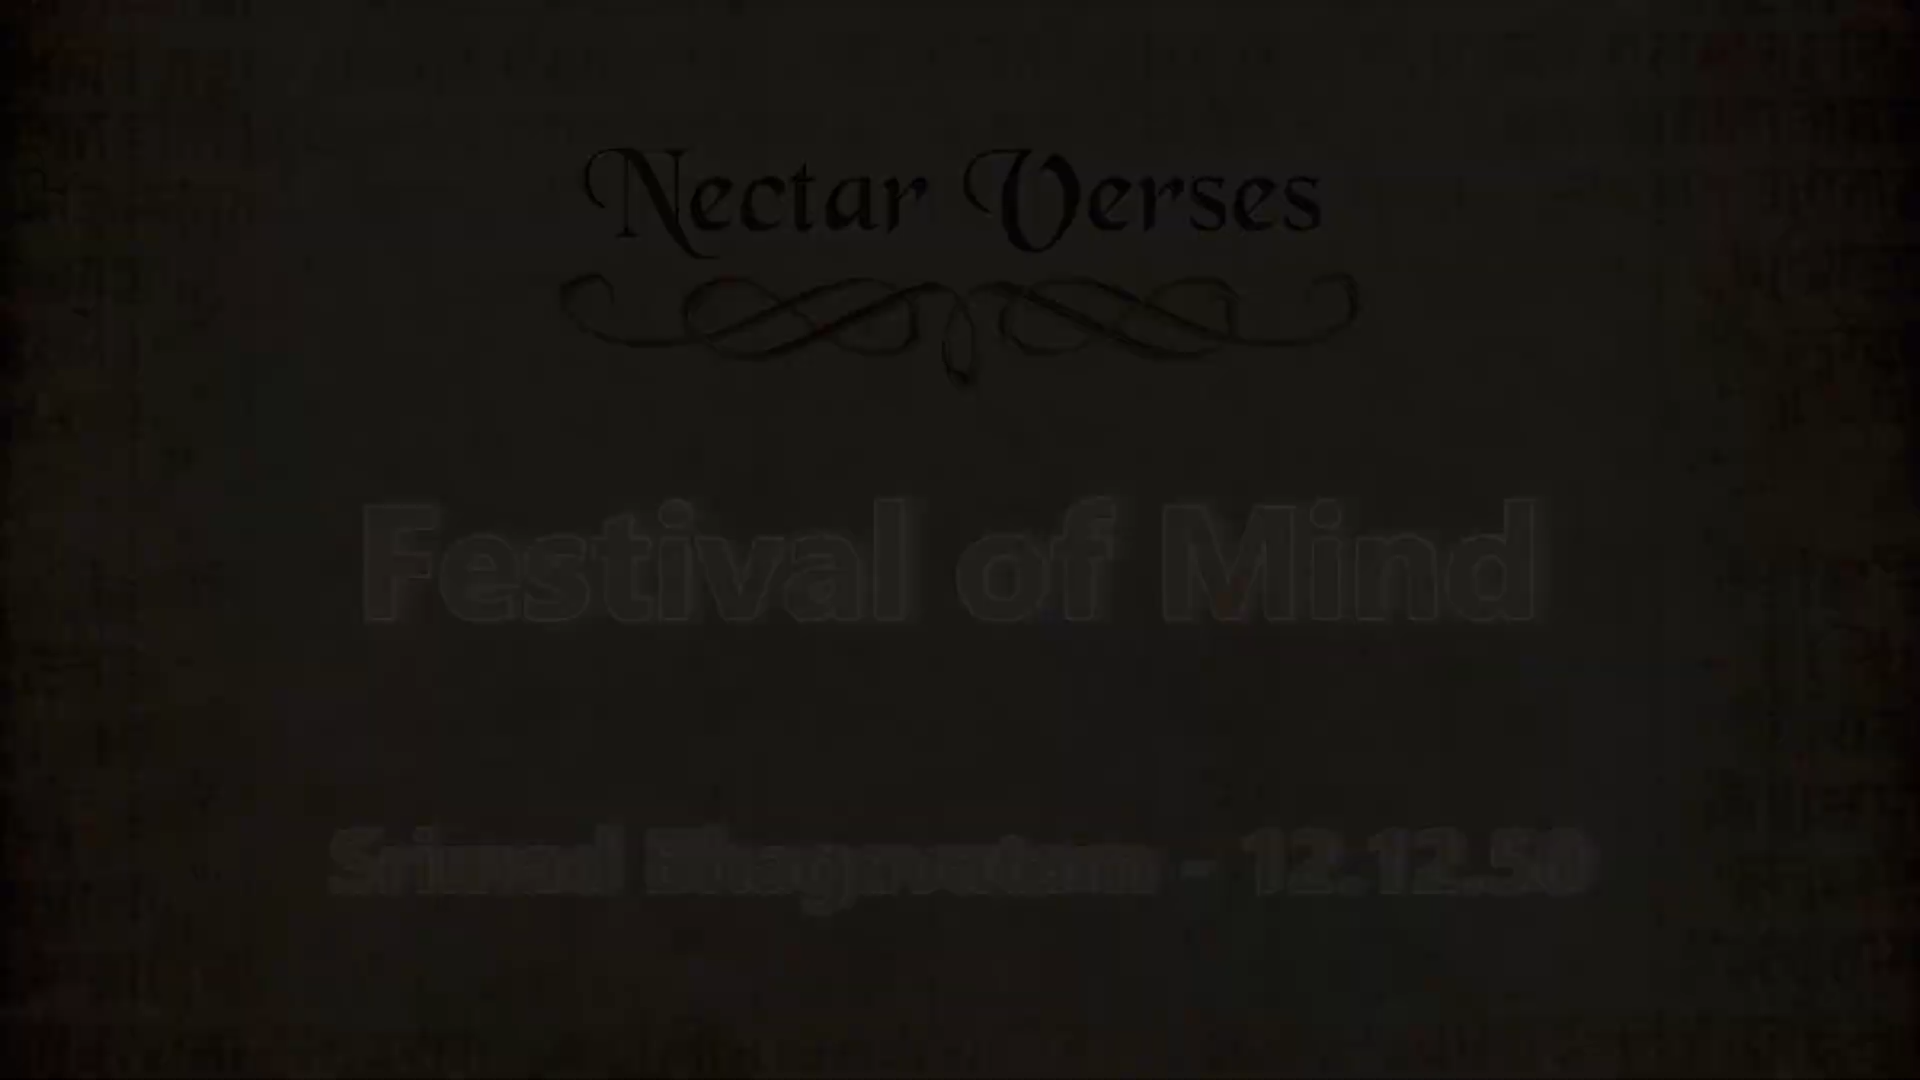 Nectar Verses
Festival of Mind
Srimad Bhagavatam - 12.12.50